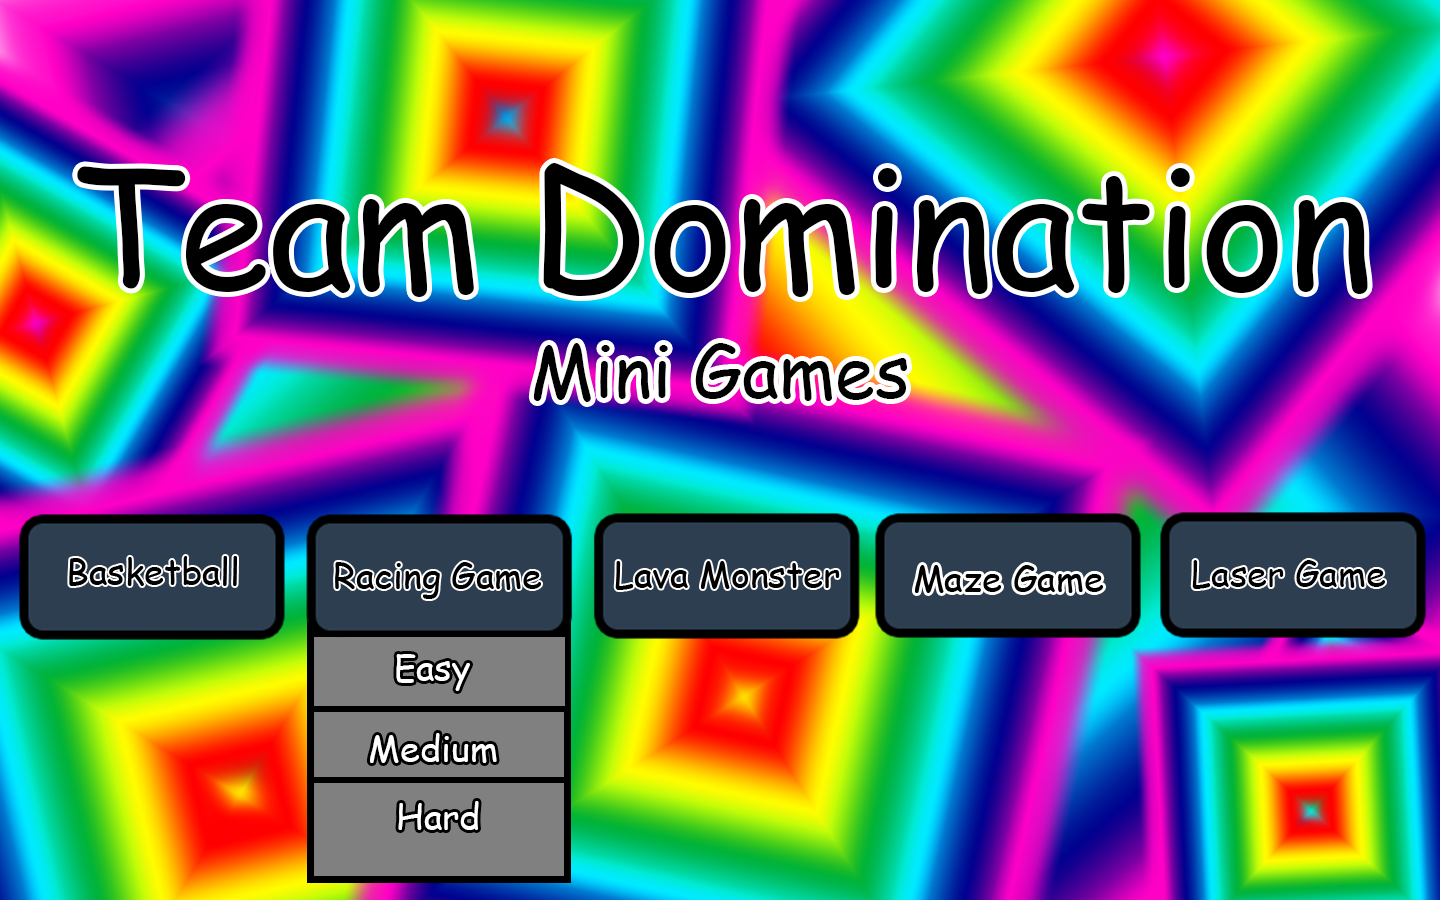 Team Domination
Mini Games
Basketball
Racing Game
Lava Monster
Maze Game
Laser Game
Easy
Medium
Hard